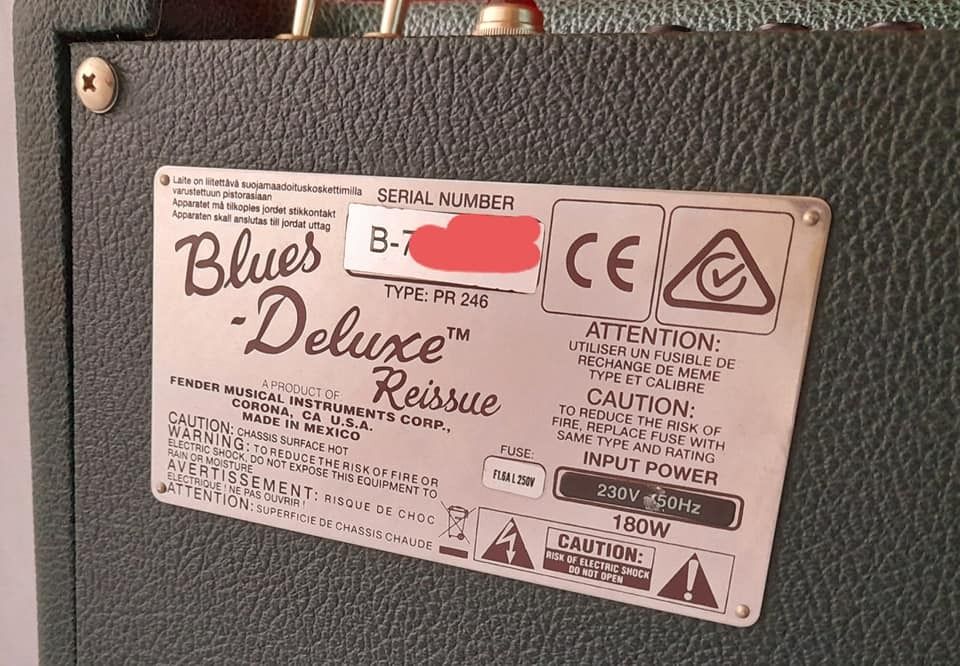 Laite on liitettävä suojamaadoituskoskettimilla
varustettuun pistorasiaan
Apparatet må tilkoples jordet stikkontakt
Apparaten skall anslutas till jordat uttag
SERIAL NUMBER
B-7
TYPE: PR 246
CE
Blues
-Deluxe™
Reissue
A PRODUCT OF
FENDER MUSICAL INSTRUMENTS CORP.,
CORONA, CA U.S.A.
MADE IN MEXICO
CAUTION: CHASSIS SURFACE HOT
WARNING: TO REDUCE THE RISK OF FIRE OR
ELECTRIC SHOCK, DO NOT EXPOSE THIS EQUIPMENT TO
RAIN OR MOISTURE
AVERTISSEMENT: RISQUE DE CHOC
ELECTRIQUE ! NE PAS OUVRIR !
ATTENTION: SUPERFICIE DE CHASSIS CHAUDE
ATTENTION:
UTILISER UN FUSIBLE DE
RECHANGE DE MEME
TYPE ET CALIBRE
CAUTION:
TO REDUCE THE RISK OF
FIRE, REPLACE FUSE WITH
SAME TYPE AND RATING
FUSE:
F1.6A L 250V
INPUT POWER
230V 50Hz
180W
CAUTION:
RISK OF ELECTRIC SHOCK
DO NOT OPEN